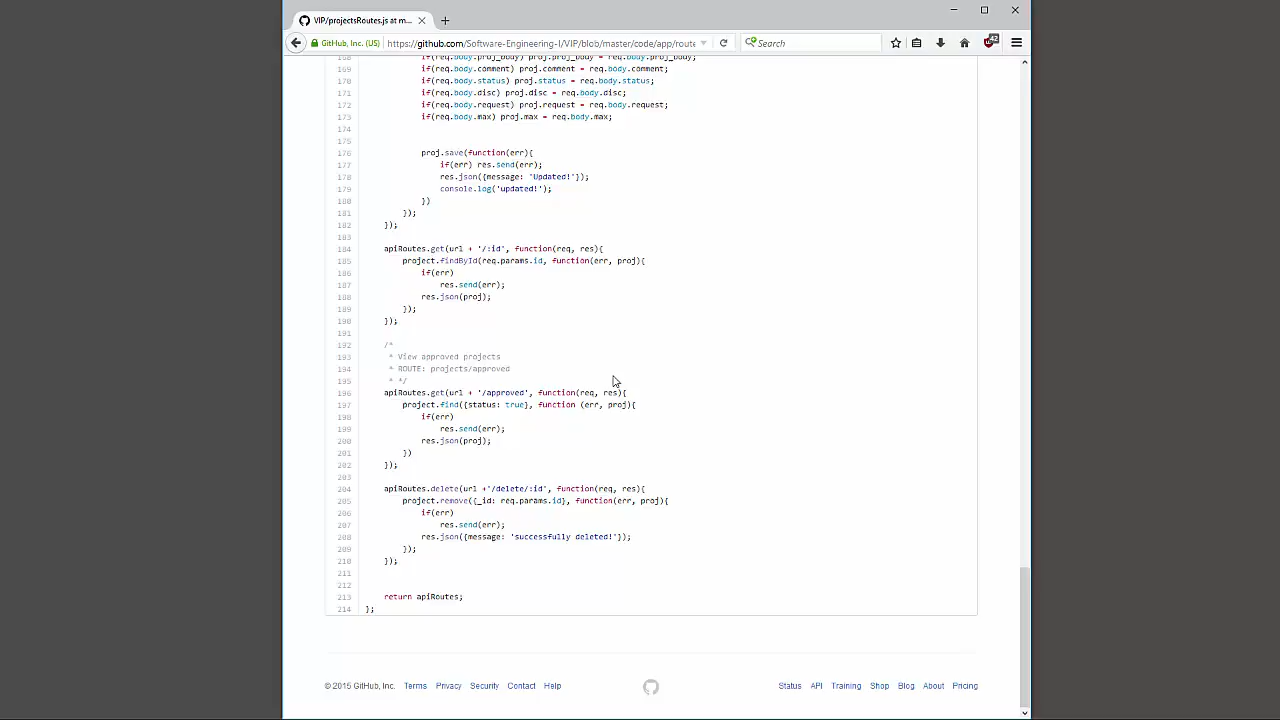 VIP/projectsRoutes.js at m...
GitHub, Inc. (US)
https://github.com/Software-Engineering-I/VIP/blob/master/code/app/route
Search
42
168 if(req.body.proj_body) proj.proj_body = req.body.proj_body;
169 if(req.body.comment) proj.comment = req.body.comment;
170 if(req.body.status) proj.status = req.body.status;
171 if(req.body.disc) proj.disc = req.body.disc;
172 if(req.body.request) proj.request = req.body.request;
173 if(req.body.max) proj.max = req.body.max;
174
175
176 proj.save(function(err){
177 if(err) res.send(err);
178 res.json({message: 'Updated!'});
179 console.log('updated!');
180 })
181 });
182 });
183
184 apiRoutes.get(url + '/:id', function(req, res){
185 project.findById(req.params.id, function(err, proj){
186 if(err)
187 res.send(err);
188 res.json(proj);
189 });
190 });
191
192 /*
193 * View approved projects
194 * ROUTE: projects/approved
195 * */
196 apiRoutes.get(url + '/approved', function(req, res){
197 project.find({status: true}, function (err, proj){
198 if(err)
199 res.send(err);
200 res.json(proj);
201 })
202 });
203
204 apiRoutes.delete(url +'/delete/:id', function(req, res){
205 project.remove({_id: req.params.id}, function(err, proj){
206 if(err)
207 res.send(err);
208 res.json({message: 'successfully deleted!'});
209 });
210 });
211
212
213 return apiRoutes;
214 };
© 2015 GitHub, Inc. Terms Privacy Security Contact Help
Status API Training Shop Blog About Pricing